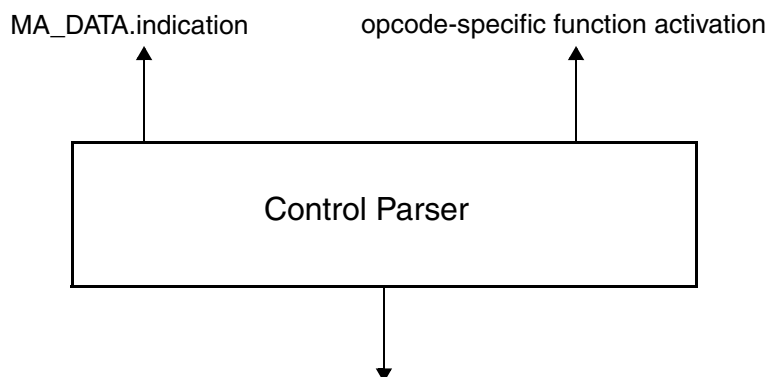 MA_DATA.indication opcode-specific function activation
Control Parser